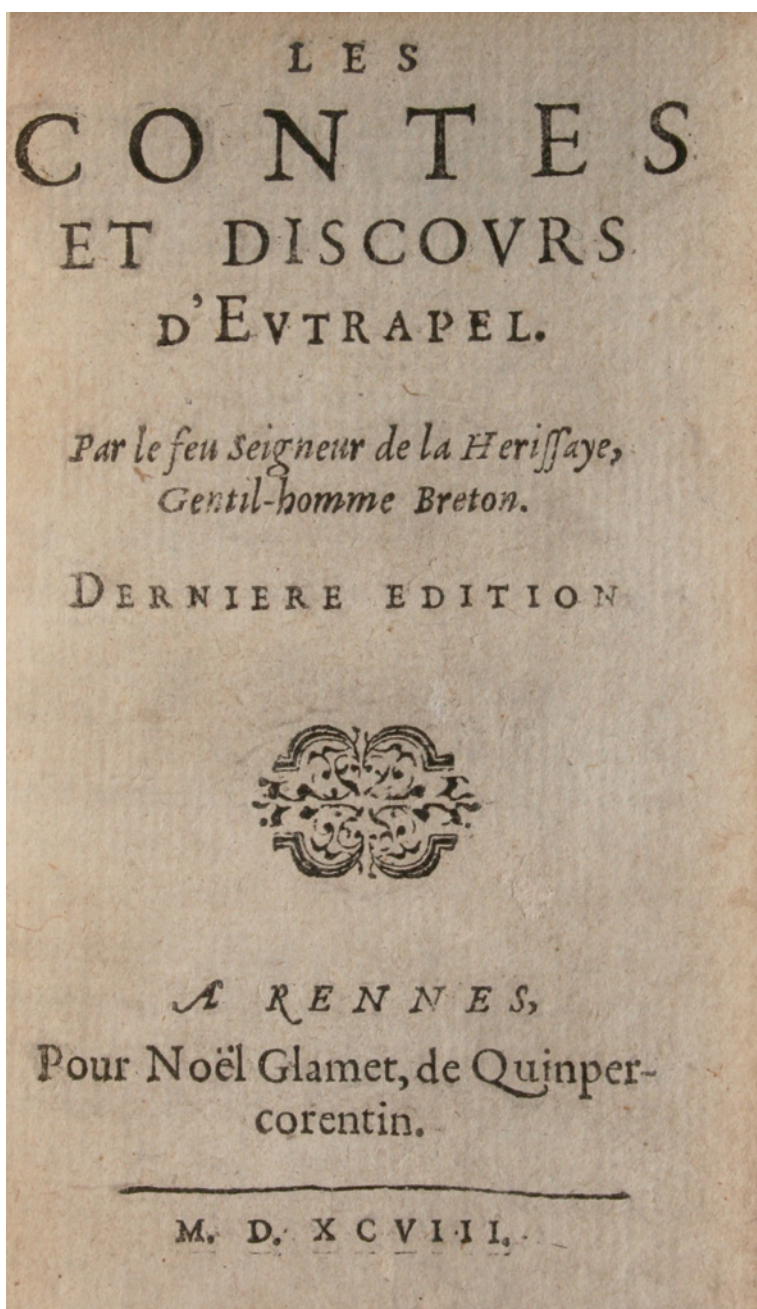 LES
CONTES
ET DISCOVRS
D'EVTRAPEL.
Par le feu Seigneur de la Heriſſaye,
Gentil-homme Breton.
DERNIERE EDITION
A RENNES,
Pour Noël Glamet, de Quinper-
corentin.
M. D. XCVIII.